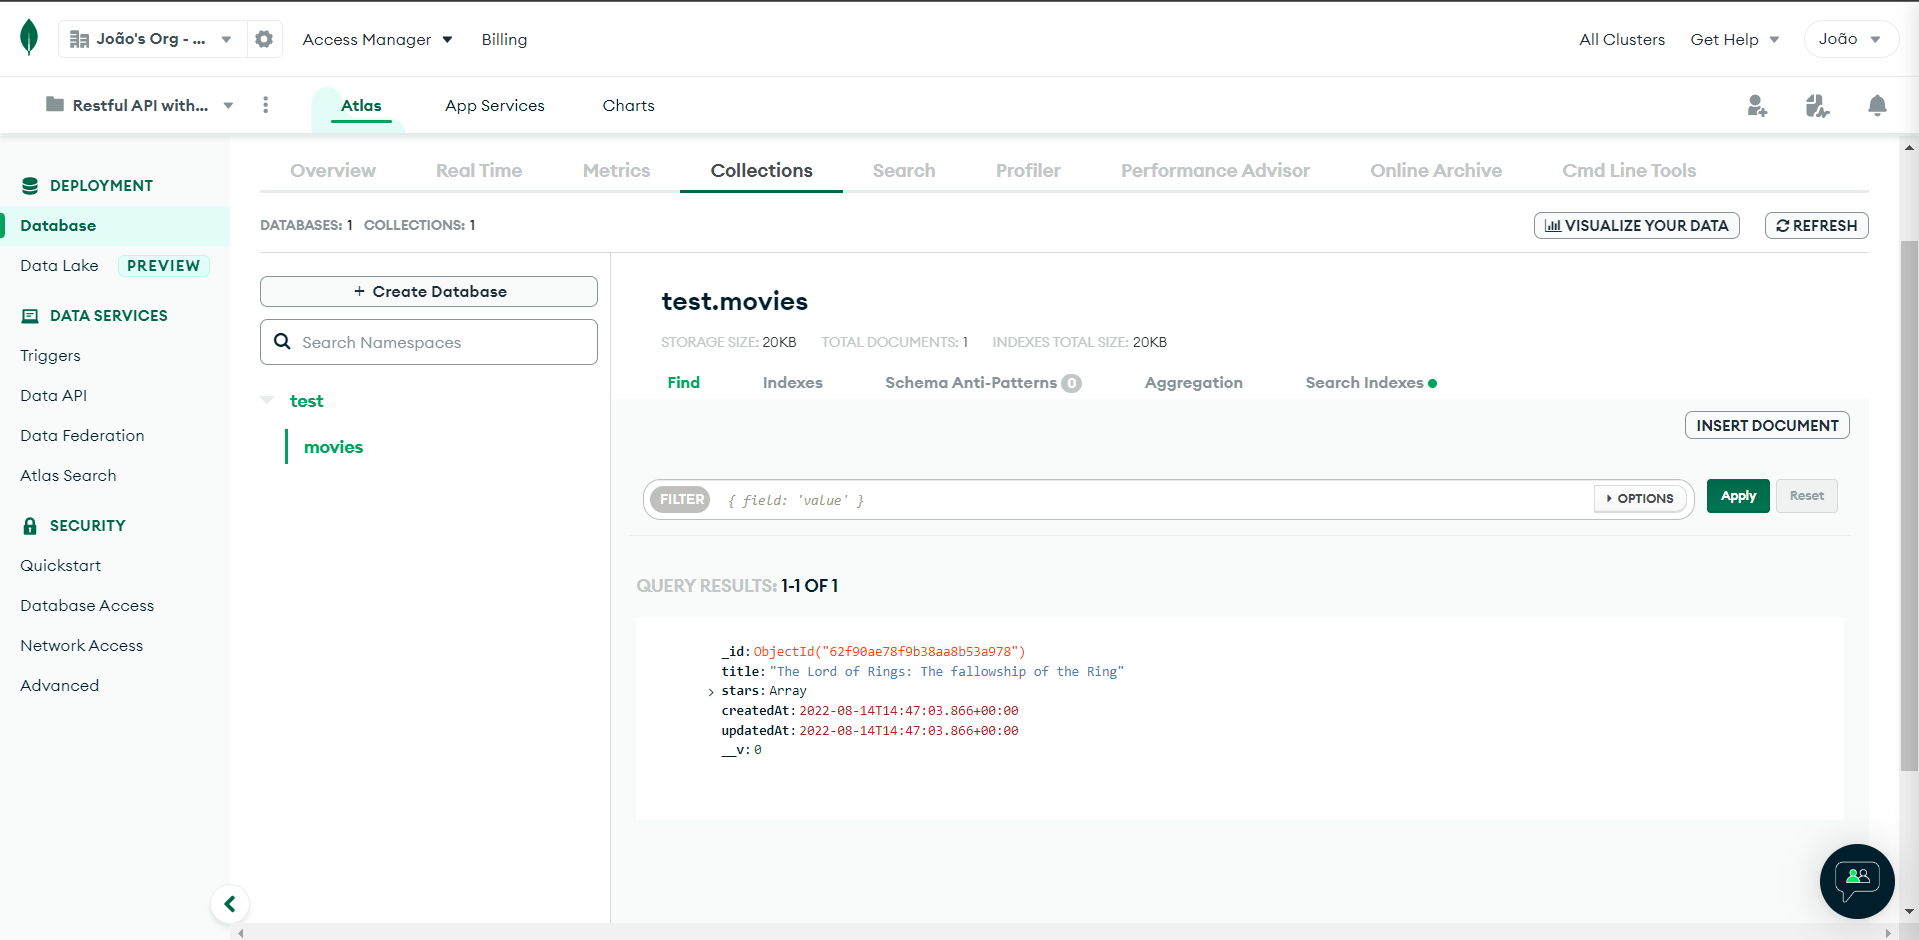 João's Org - ...
Access Manager
Billing
All Clusters
Get Help
João
Restful API with...
Atlas
App Services
Charts
DEPLOYMENT
Database
Data Lake PREVIEW
DATA SERVICES
Triggers
Data API
Data Federation
Atlas Search
SECURITY
Quickstart
Database Access
Network Access
Advanced
Overview
Real Time
Metrics
Collections
Search
Profiler
Performance Advisor
Online Archive
Cmd Line Tools
DATABASES: 1 COLLECTIONS: 1
VISUALIZE YOUR DATA
REFRESH
+ Create Database
Search Namespaces
test
movies
test.movies
STORAGE SIZE: 20KB TOTAL DOCUMENTS: 1 INDEXES TOTAL SIZE: 20KB
Find
Indexes
Schema Anti-Patterns 0
Aggregation
Search Indexes
INSERT DOCUMENT
FILTER { field: 'value' }
OPTIONS
Apply
Reset
QUERY RESULTS: 1-1 OF 1
_id: ObjectId("62f90ae78f9b38aa8b53a978")
title: "The Lord of Rings: The fallowship of the Ring"
stars: Array
createdAt: 2022-08-14T14:47:03.866+00:00
updatedAt: 2022-08-14T14:47:03.866+00:00
__v: 0